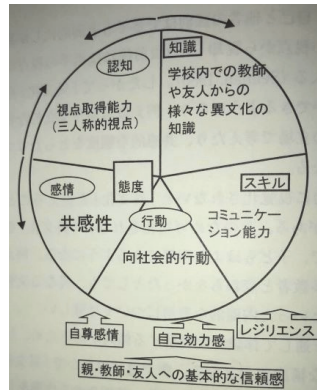 認知
視点取得能力
(三人称的視点)
知識
学校内での教師
や友人からの
様々な異文化の
知識
感情
共感性
態度
行動
向社会的行動
スキル
コミュニケー
ション能力
自尊感情
自己効力感
レジリエンス
親・教師・友人への基本的な信頼感